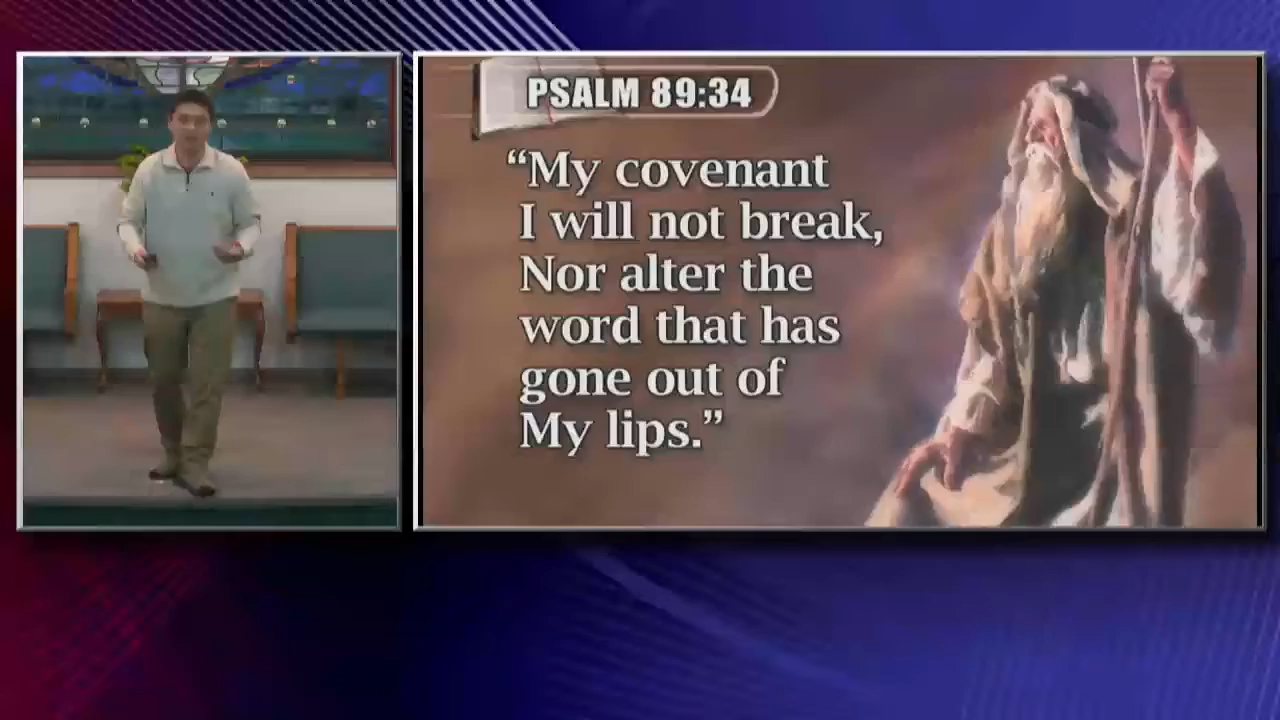 PSALM 89:34
“My covenant
I will not break,
Nor alter the
word that has
gone out of
My lips.”